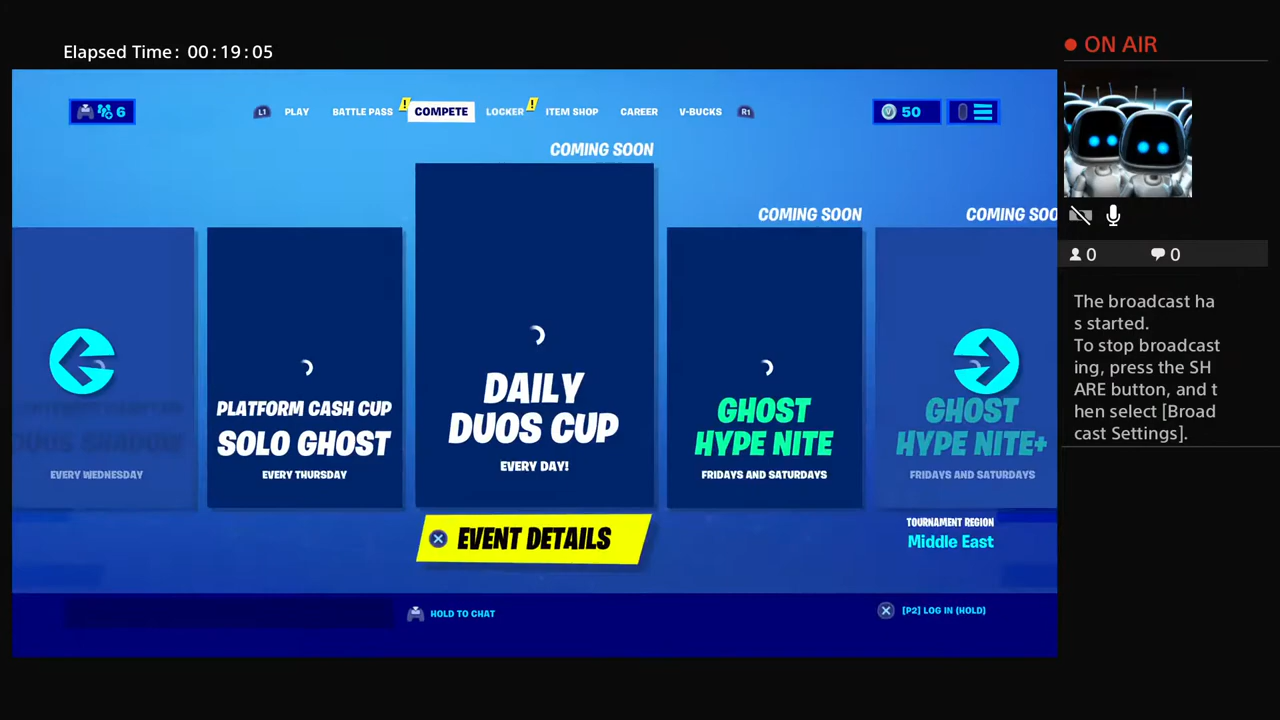 Elapsed Time: 00:19:05
ON AIR
6
L1 PLAY BATTLE PASS ! COMPETE LOCKER ! ITEM SHOP CAREER V-BUCKS R1
V 50
COMING SOON
COMING SOON
COMING SOO
EVERY WEDNESDAY
PLATFORM CASH CUP
SOLO GHOST
EVERY THURSDAY
DAILY
DUOS CUP
EVERY DAY!
GHOST
HYPE NITE
FRIDAYS AND SATURDAYS
GHOST
HYPE NITE+
FRIDAYS AND SATURDAYS
EVENT DETAILS
TOURNAMENT REGION
Middle East
HOLD TO CHAT
[P2] LOG IN (HOLD)
0 0
The broadcast ha
s started.
To stop broadcast
ing, press the SH
ARE button, and t
hen select [Broad
cast Settings].